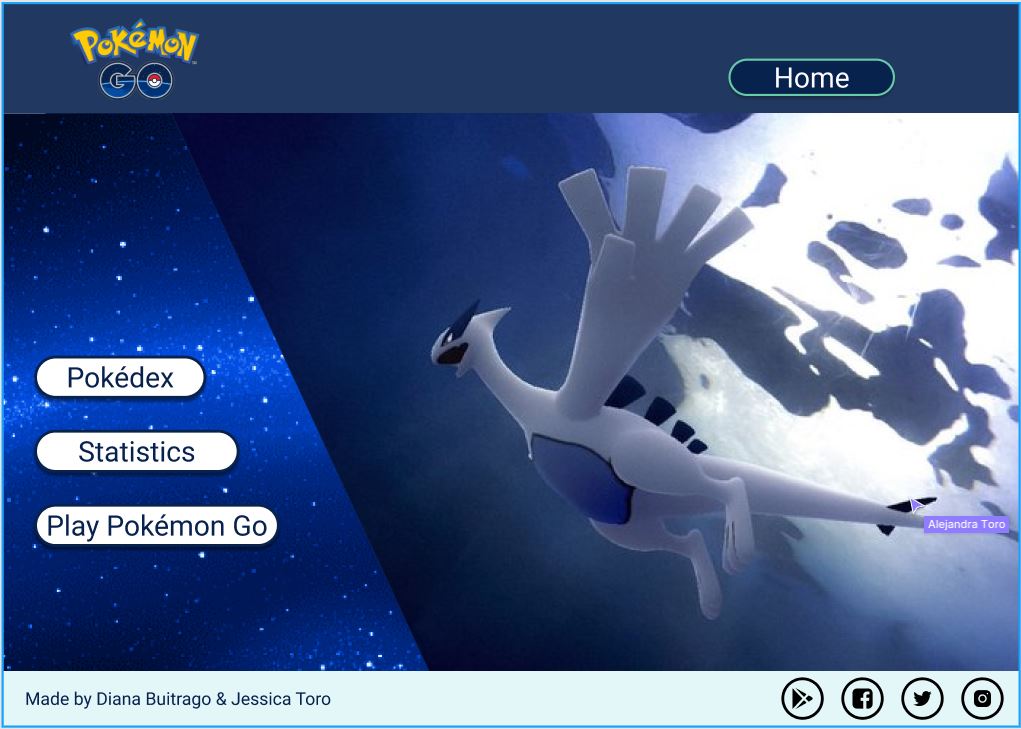 POKÉMON
GO
Home
Pokédex
Statistics
Play Pokémon Go
Alejandra Toro
Made by Diana Buitrago & Jessica Toro